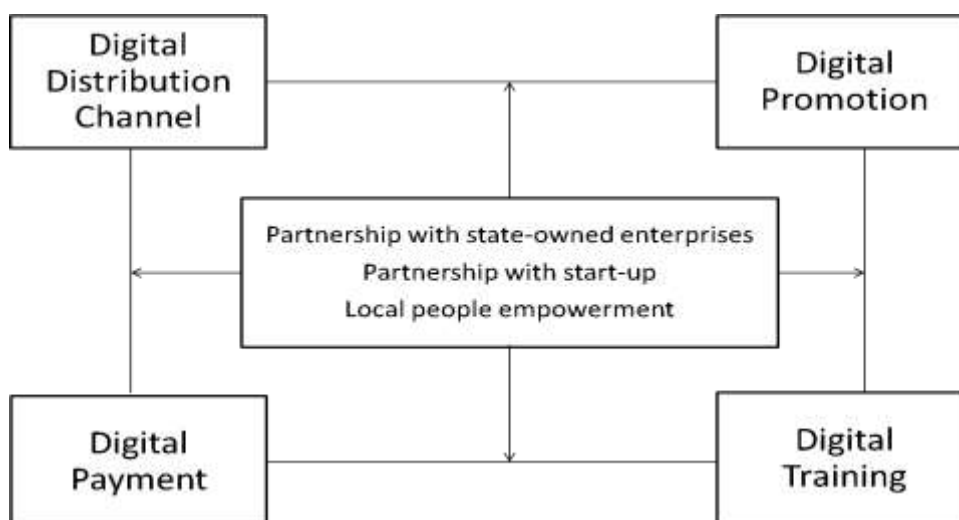 Digital
Distribution
Channel
Digital
Promotion
Partnership with state-owned enterprises
Partnership with start-up
Local people empowerment
Digital
Payment
Digital
Training